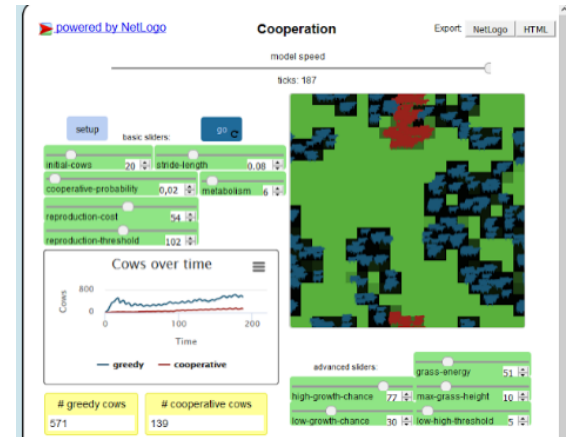 powered by NetLogo
Cooperation
Export: NetLogo HTML
model speed
ticks: 187
setup
basic sliders:
go
initial-cows 20
stride-length 0.08
cooperative-probability 0,02
metabolism 6
reproduction-cost 54
reproduction-threshold 102
Cows over time
Cows
800
0
0 100 200
Time
greedy cooperative
advanced sliders:
grass-energy 51
high-growth-chance 77
max-grass-height 10
low-growth-chance 30
low-high-threshold 5
# greedy cows
571
# cooperative cows
139